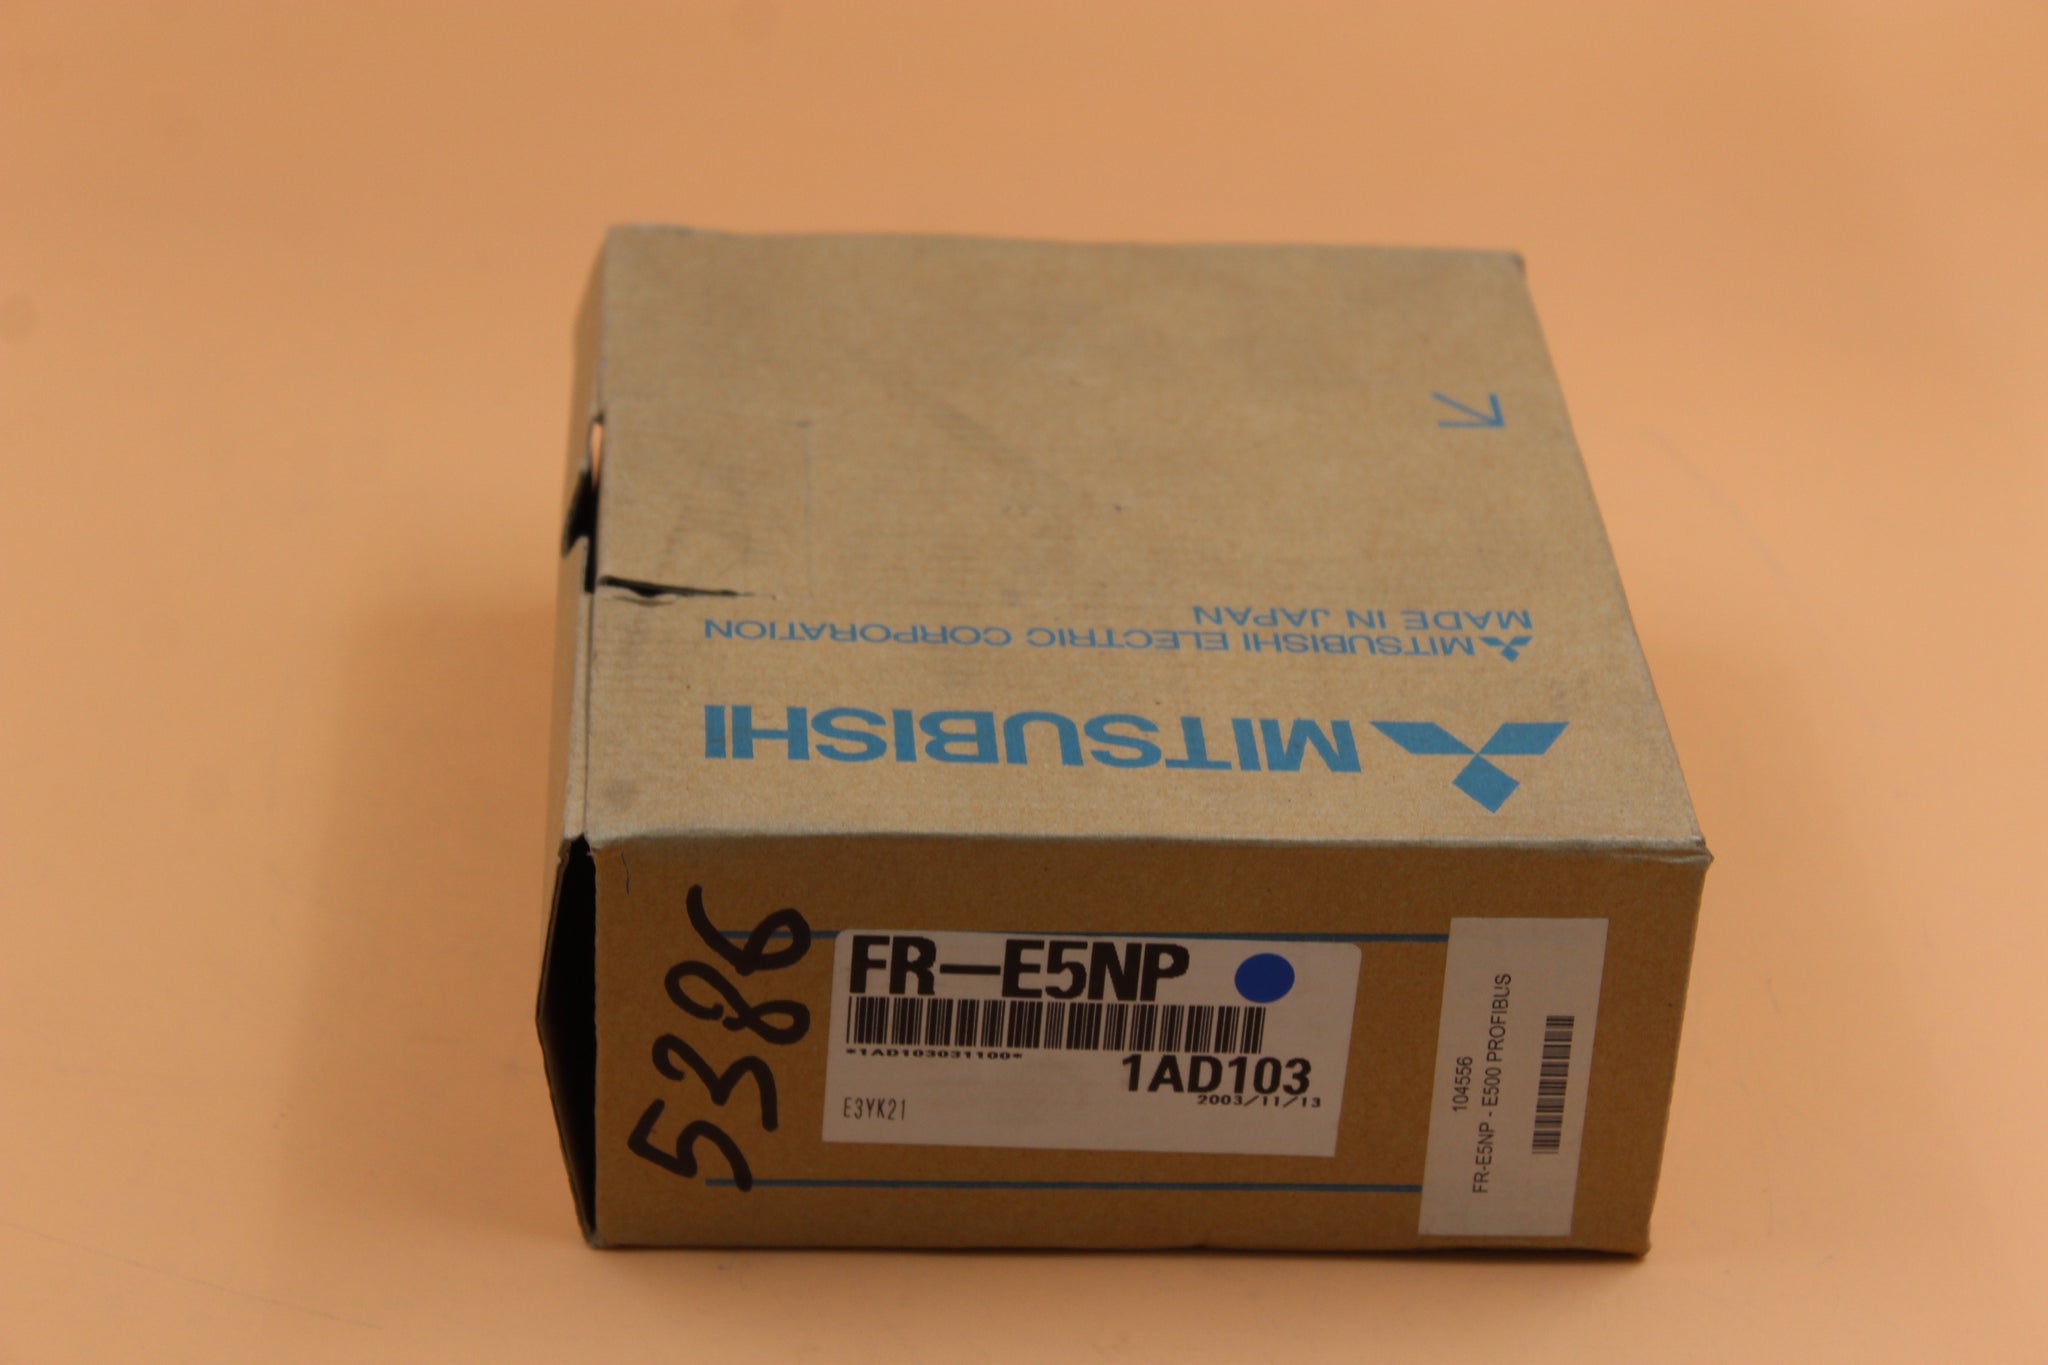 MITSUBISHI
MITSUBISHI ELECTRIC CORPORATION
MADE IN JAPAN
5386
FR-E5NP
*1AD103031100*
1AD103
2003/11/13
E3YK21
104556
FR-E5NP - E500 PROFIBUS